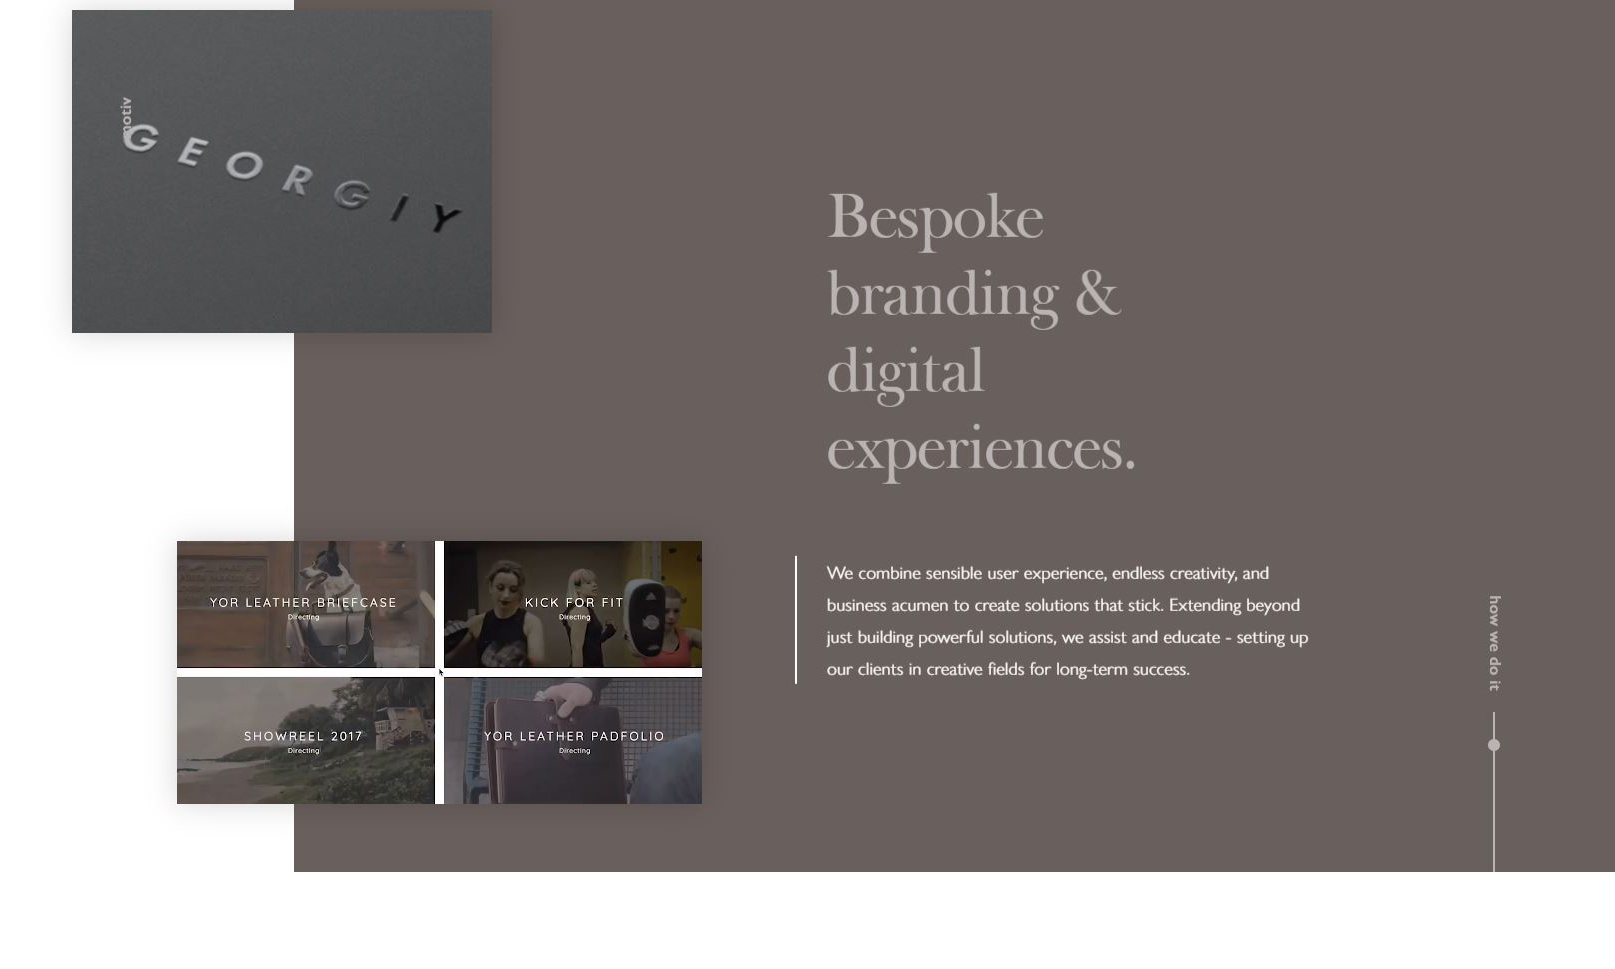 motiv
GEORGIY
Bespoke
branding &
digital
experiences.
YOR LEATHER BRIEFCASE
Directing
KICK FOR FIT
Directing
SHOWREEL 2017
Directing
YOR LEATHER PADFOLIO
Directing
We combine sensible user experience, endless creativity, and
business acumen to create solutions that stick. Extending beyond
just building powerful solutions, we assist and educate - setting up
our clients in creative fields for long-term success.
how we do it